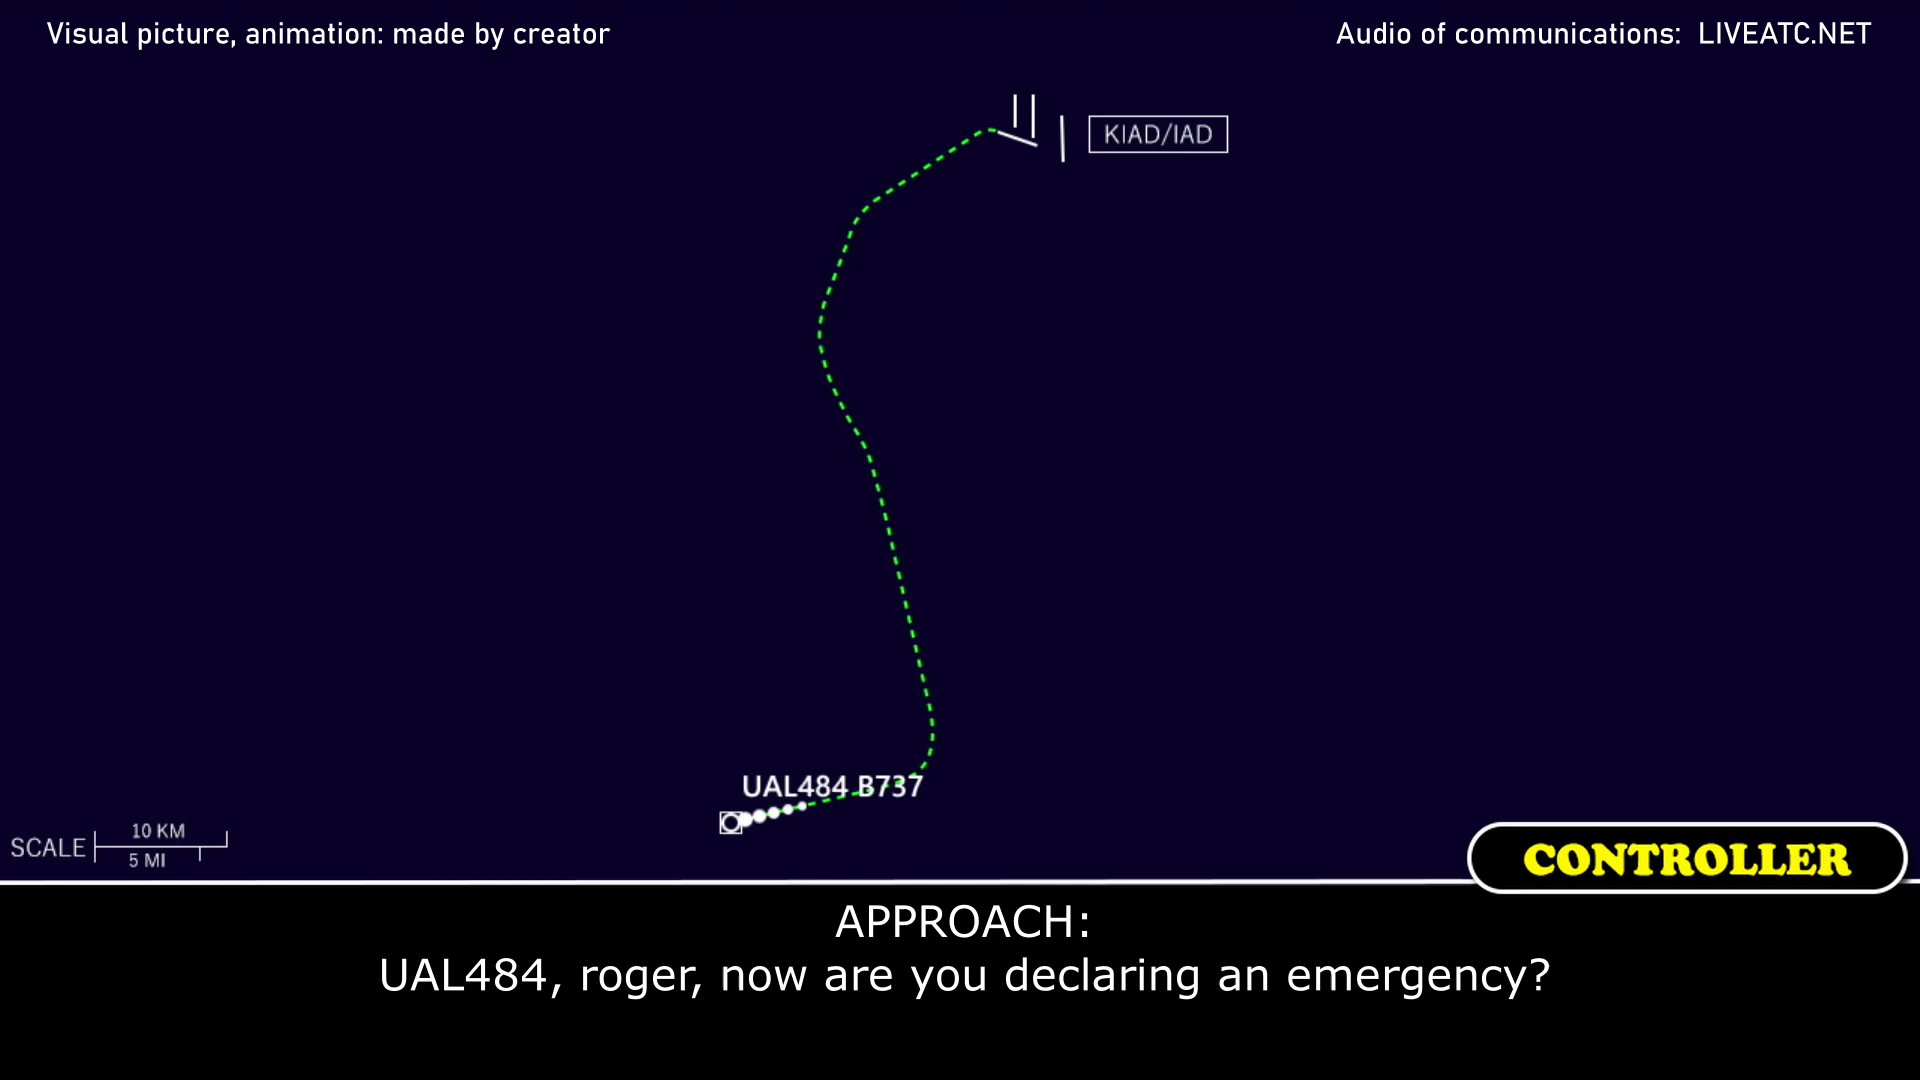 Visual picture, animation: made by creator
Audio of communications: LIVEATC.NET
KIAD/IAD
UAL484 B737
SCALE
10 KM
5 MI
CONTROLLER
APPROACH:
UAL484, roger, now are you declaring an emergency?